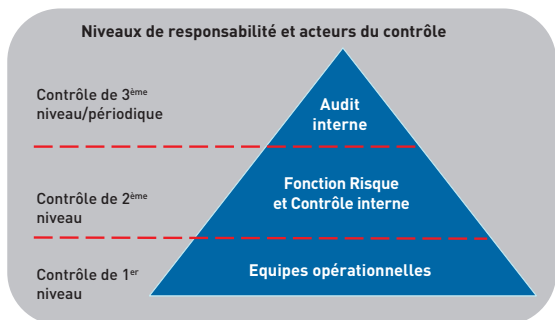 Niveaux de responsabilité et acteurs du contrôle
Contrôle de 3ème
niveau/périodique
Audit
interne
Contrôle de 2ème
niveau
Fonction Risque
et Contrôle interne
Contrôle de 1er
niveau
Equipes opérationnelles